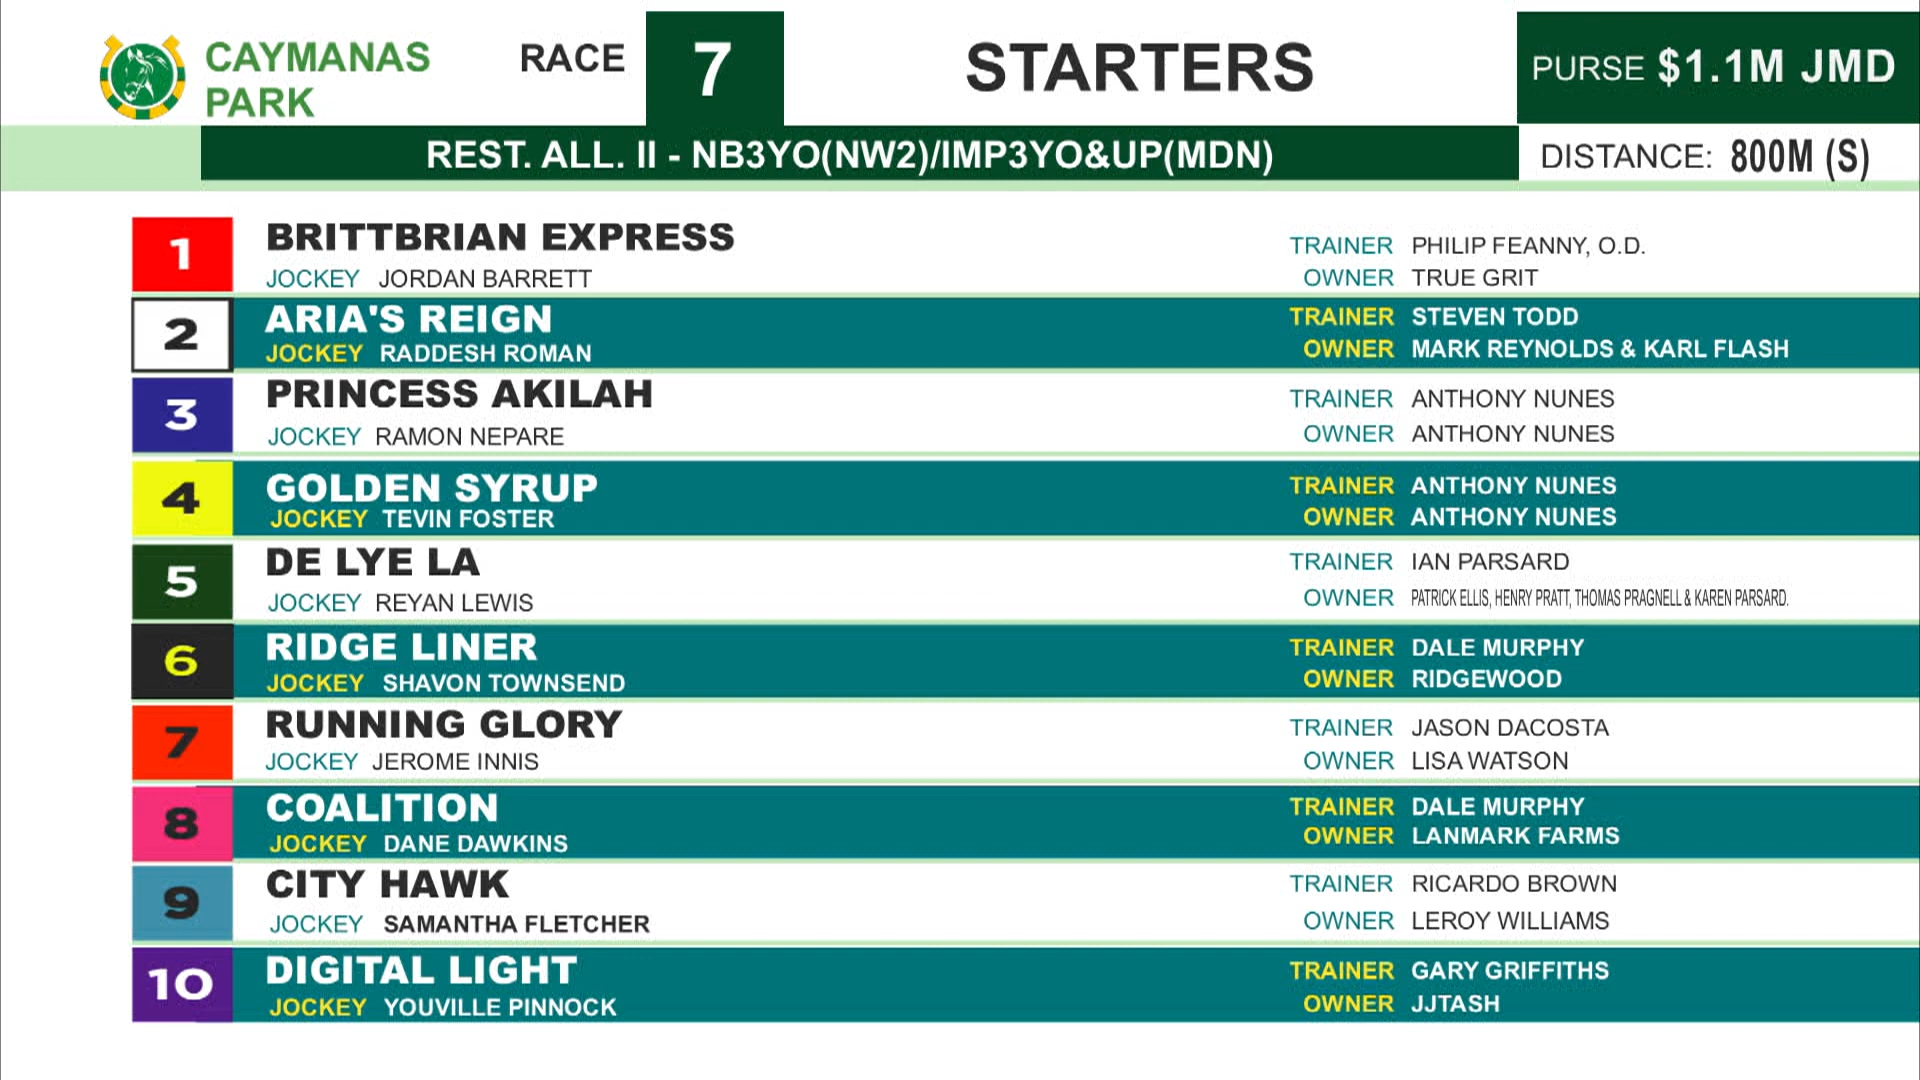 CAYMANAS
PARK
RACE 7 STARTERS PURSE $1.1M JMD
REST. ALL. II - NB3YO(NW2)/IMP3YO&UP(MDN) DISTANCE: 800M (S)
1 BRITTBRIAN EXPRESS
JOCKEY JORDAN BARRETT
TRAINER PHILIP FEANNY, O.D.
OWNER TRUE GRIT
2 ARIA'S REIGN
JOCKEY RADDESH ROMAN
TRAINER STEVEN TODD
OWNER MARK REYNOLDS & KARL FLASH
3 PRINCESS AKILAH
JOCKEY RAMON NEPARE
TRAINER ANTHONY NUNES
OWNER ANTHONY NUNES
4 GOLDEN SYRUP
JOCKEY TEVIN FOSTER
TRAINER ANTHONY NUNES
OWNER ANTHONY NUNES
5 DE LYE LA
JOCKEY REYAN LEWIS
TRAINER IAN PARSARD
OWNER PATRICK ELLIS, HENRY PRATT, THOMAS PRAGNELL & KAREN PARSARD.
6 RIDGE LINER
JOCKEY SHAVON TOWNSEND
TRAINER DALE MURPHY
OWNER RIDGEWOOD
7 RUNNING GLORY
JOCKEY JEROME INNIS
TRAINER JASON DACOSTA
OWNER LISA WATSON
8 COALITION
JOCKEY DANE DAWKINS
TRAINER DALE MURPHY
OWNER LANMARK FARMS
9 CITY HAWK
JOCKEY SAMANTHA FLETCHER
TRAINER RICARDO BROWN
OWNER LEROY WILLIAMS
10 DIGITAL LIGHT
JOCKEY YOUVILLE PINNOCK
TRAINER GARY GRIFFITHS
OWNER JJTASH